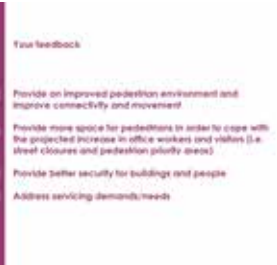 Your feedback
Provide an improved pedestrian environment and
improve connectivity and movement
Provide more space for pedestrians in order to cope with
the projected increase in office workers and visitors (i.e.
street closures and pedestrian priority areas)
Provide better security for buildings and people
Address servicing demands/needs